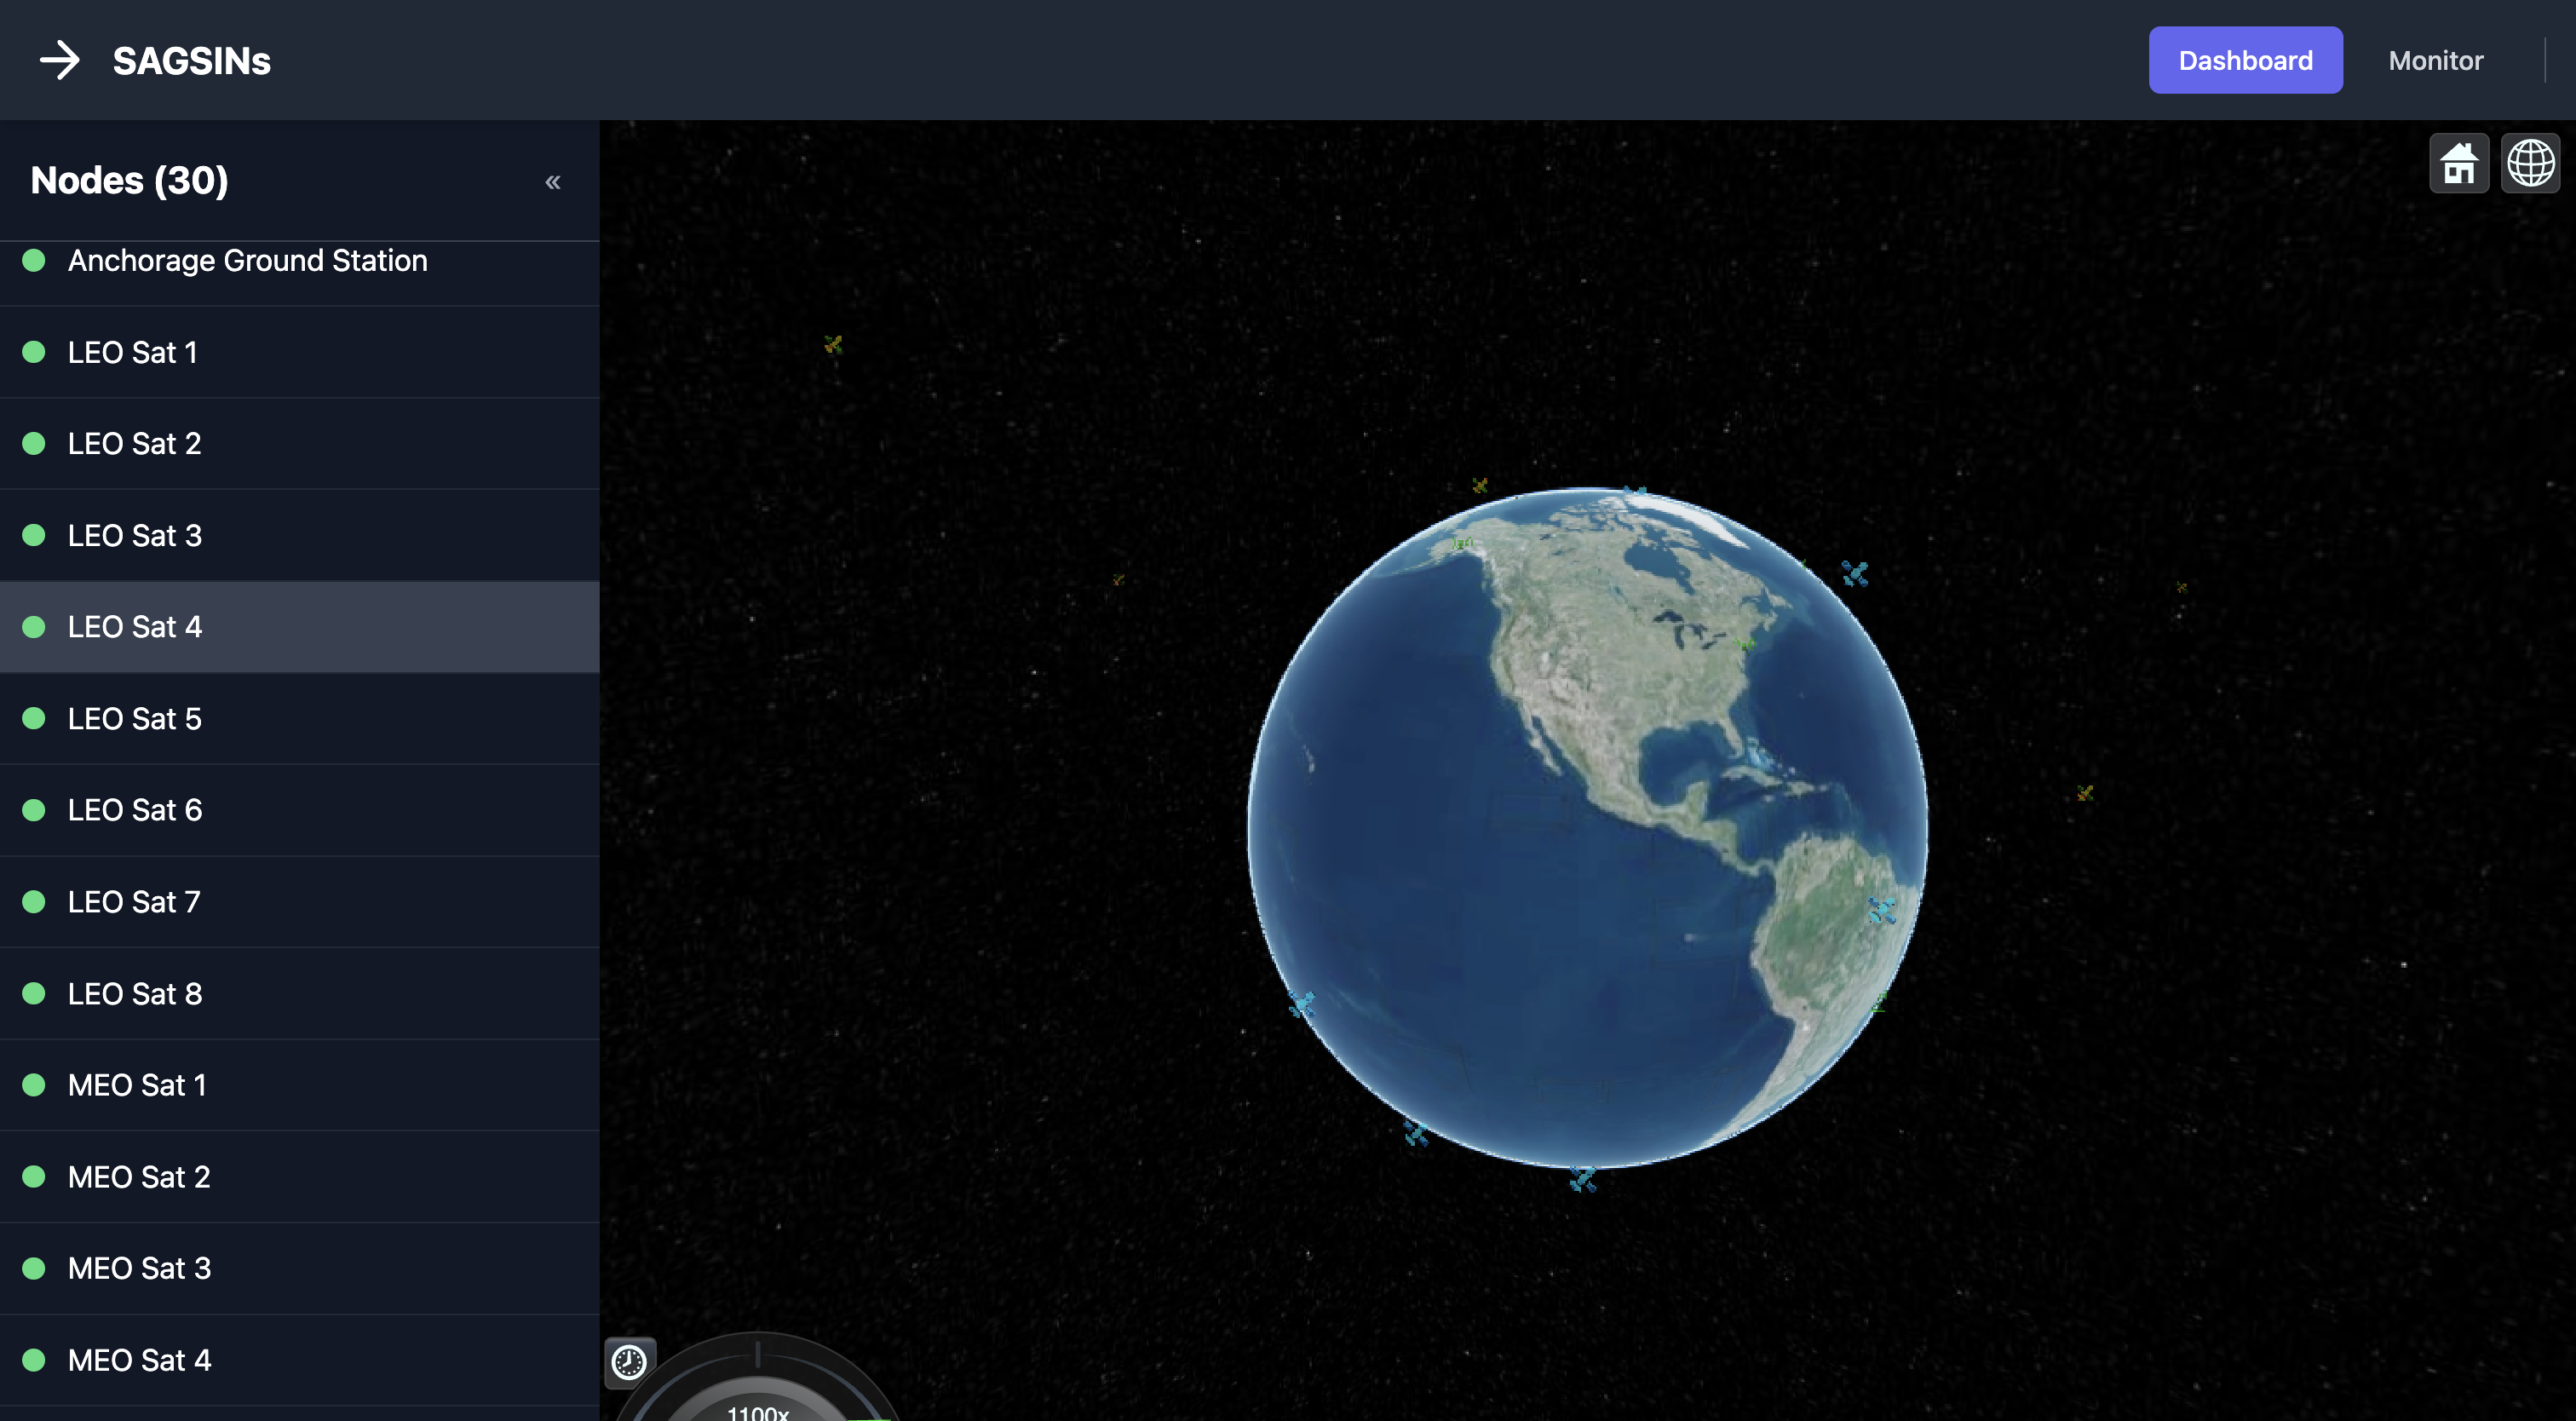 SAGSINs
Dashboard
Monitor
Nodes (30)
«
Anchorage Ground Station
LEO Sat 1
LEO Sat 2
LEO Sat 3
LEO Sat 4
LEO Sat 5
LEO Sat 6
LEO Sat 7
LEO Sat 8
MEO Sat 1
MEO Sat 2
MEO Sat 3
MEO Sat 4
1100x